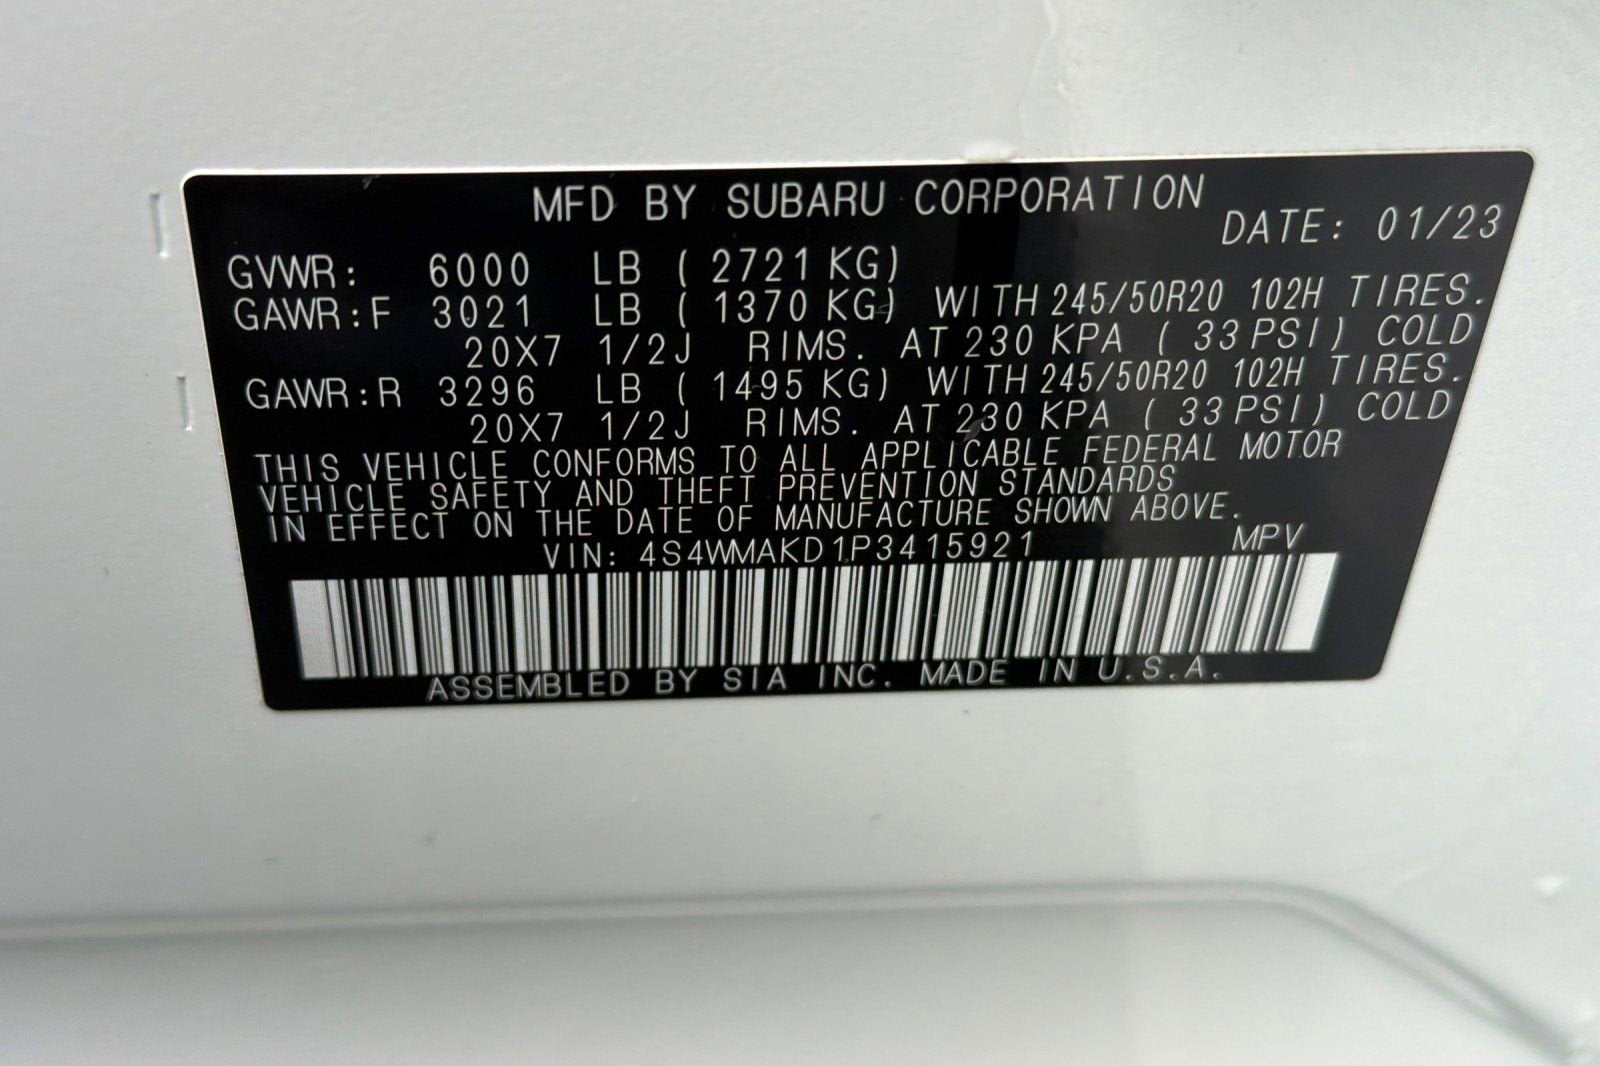 MFD BY SUBARU CORPORATION
DATE: 01/23
GVWR: 6000 LB ( 2721 KG)
GAWR:F 3021 LB ( 1370 KG) WITH 245/50R20 102H TIRES.
20X7 1/2J RIMS. AT 230 KPA ( 33 PSI) COLD
GAWR:R 3296 LB ( 1495 KG) WITH 245/50R20 102H TIRES.
20X7 1/2J RIMS. AT 230 KPA ( 33 PSI) COLD
THIS VEHICLE CONFORMS TO ALL APPLICABLE FEDERAL MOTOR
VEHICLE SAFETY AND THEFT PREVENTION STANDARDS
IN EFFECT ON THE DATE OF MANUFACTURE SHOWN ABOVE.
VIN: 4S4WMAKD1P3415921 MPV
ASSEMBLED BY SIA INC. MADE IN U.S.A.